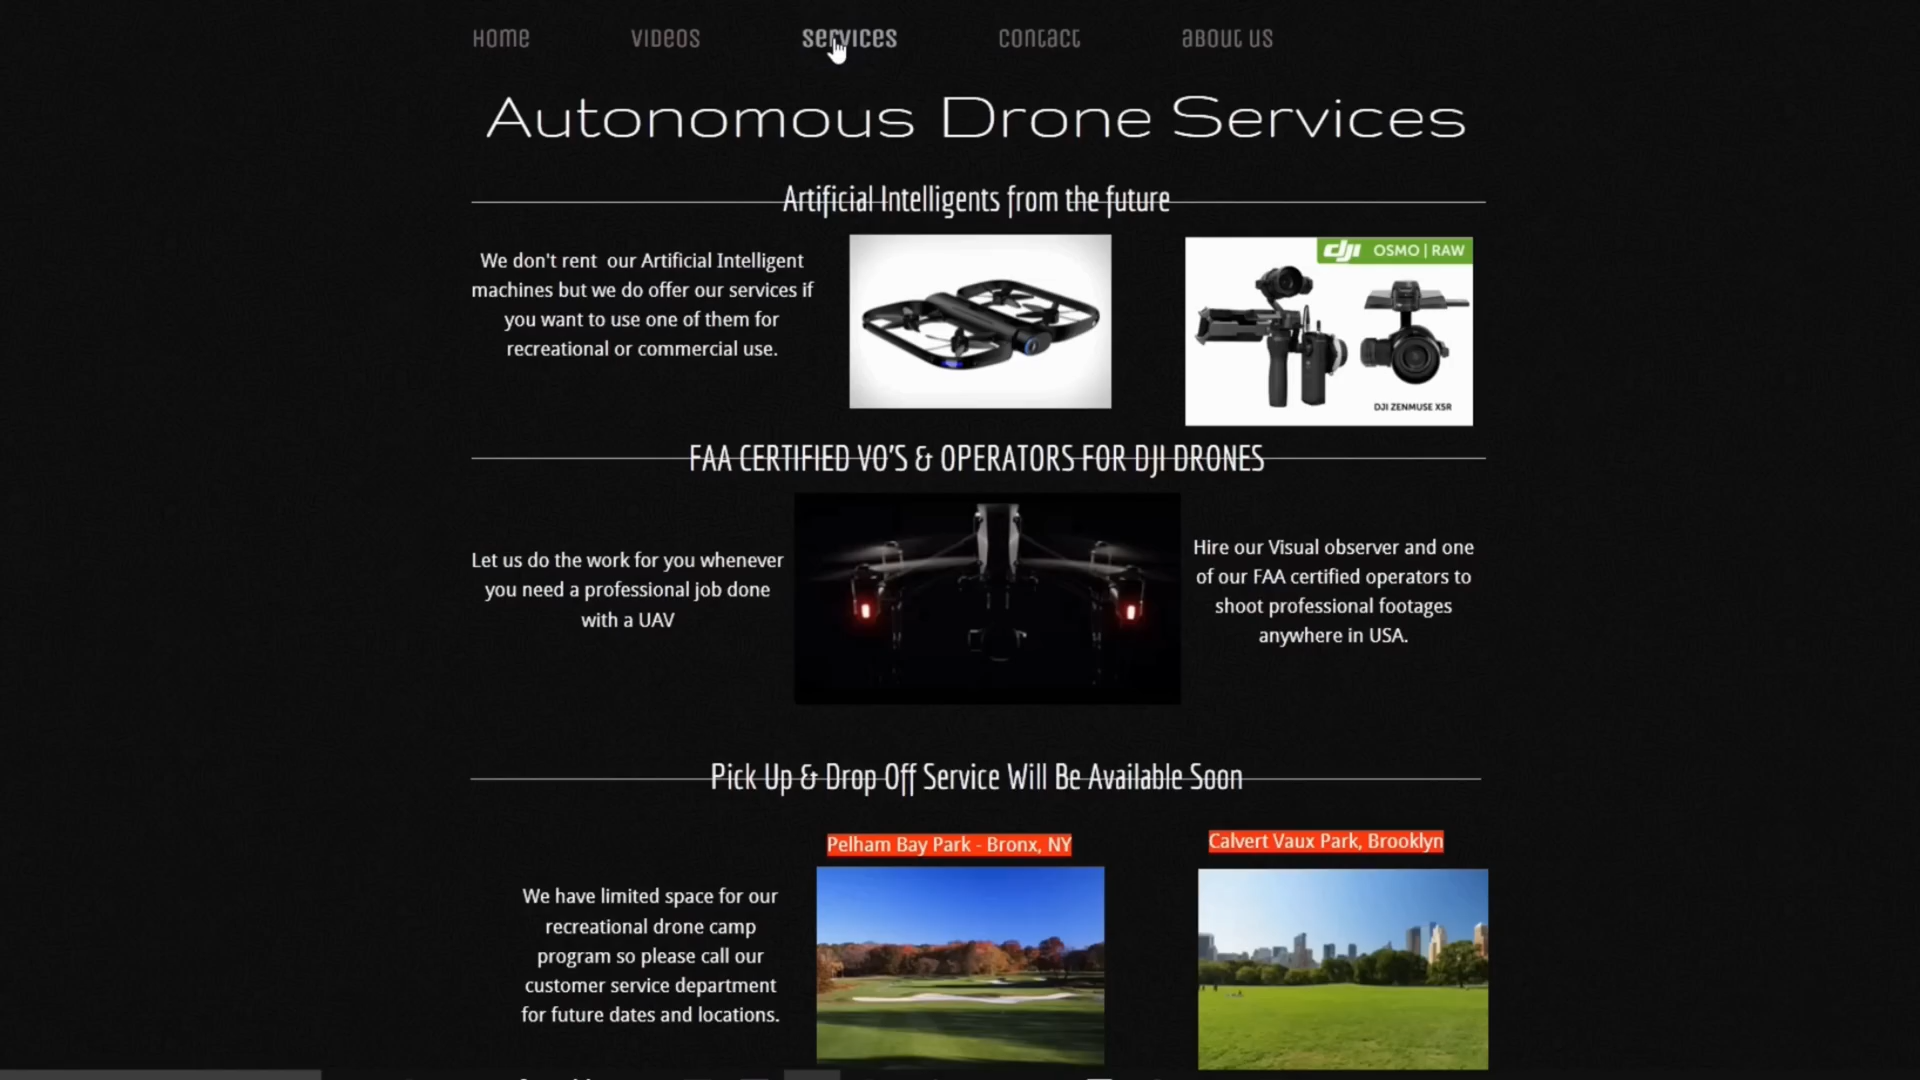 HOME
VIDEOS
SERVICES
CONTACT
ABOUT US
Autonomous Drone Services
Artificial Intelligents from the future
We don't rent our Artificial Intelligent
machines but we do offer our services if
you want to use one of them for
recreational or commercial use.
dji OSMO | RAW
DJI ZENMUSE X5R
FAA CERTIFIED VO'S & OPERATORS FOR DJI DRONES
Let us do the work for you whenever
you need a professional job done
with a UAV
Hire our Visual observer and one
of our FAA certified operators to
shoot professional footages
anywhere in USA.
Pick Up & Drop Off Service Will Be Available Soon
We have limited space for our
recreational drone camp
program so please call our
customer service department
for future dates and locations.
Pelham Bay Park - Bronx, NY
Calvert Vaux Park, Brooklyn